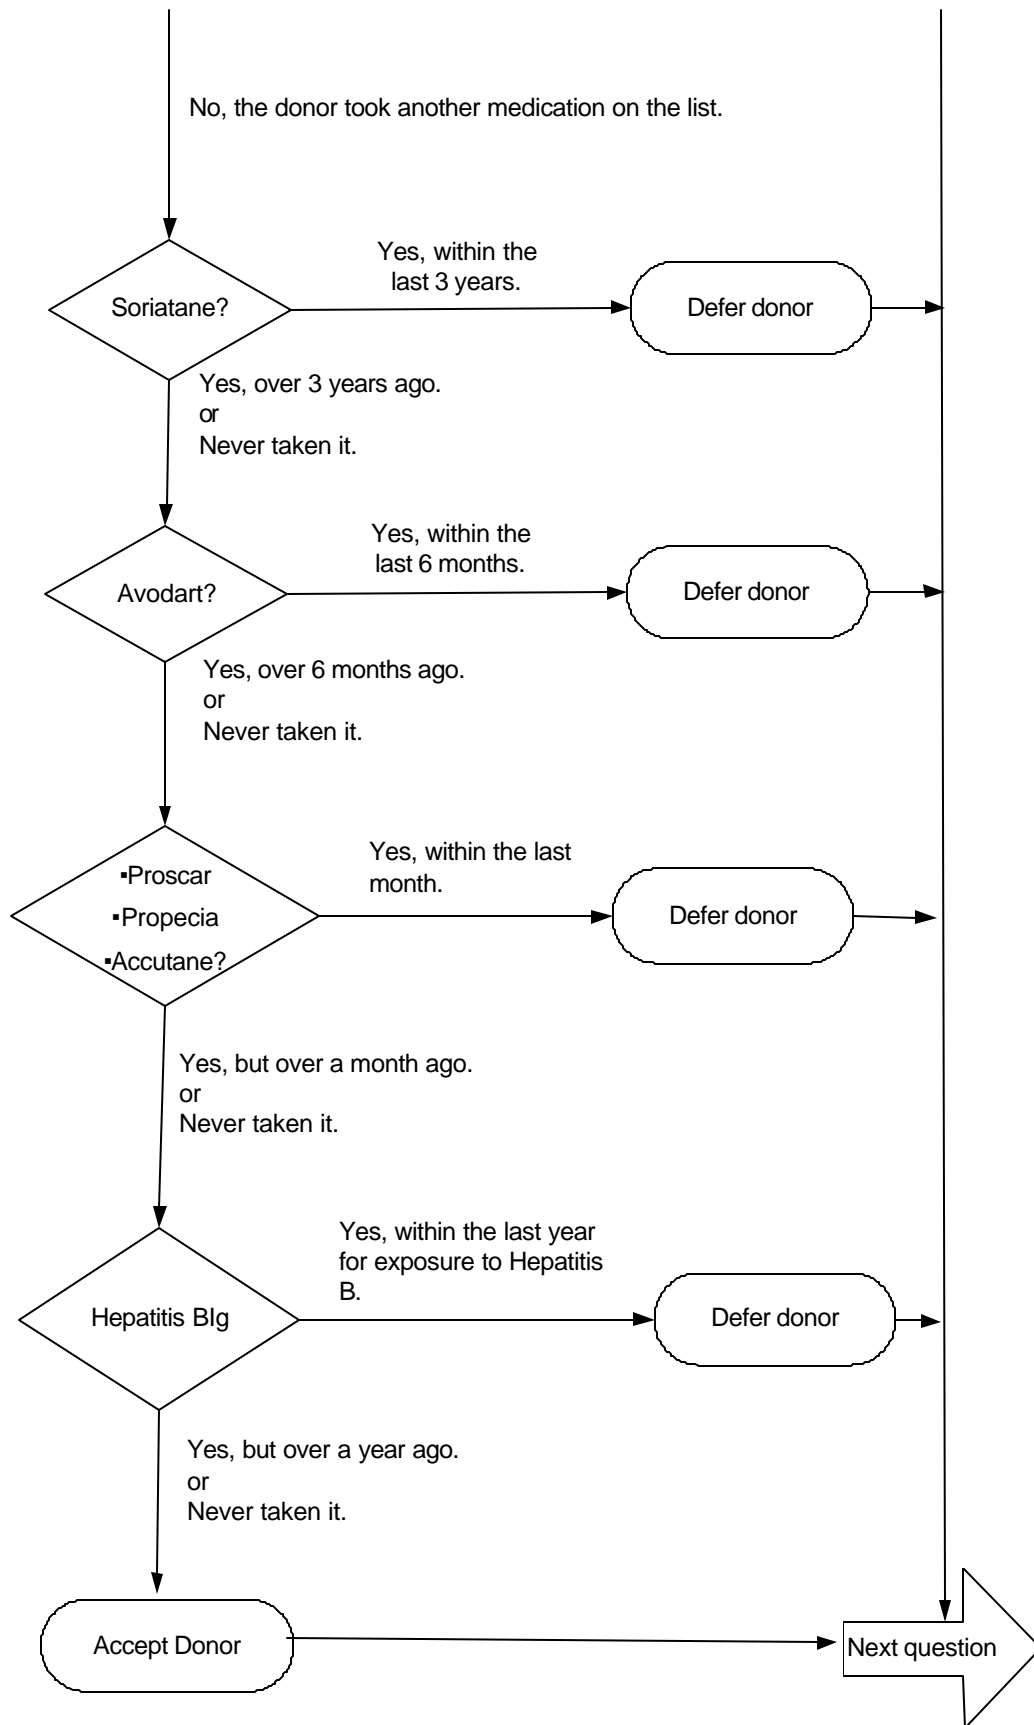 No, the donor took another medication on the list.
Yes, within the
last 3 years.
Soriatane?
Defer donor
Yes, over 3 years ago.
or
Never taken it.
Yes, within the
last 6 months.
Avodart?
Defer donor
Yes, over 6 months ago.
or
Never taken it.
Yes, within the last
month.
▪Proscar
▪Propecia
▪Accutane?
Defer donor
Yes, but over a month ago.
or
Never taken it.
Yes, within the last year
for exposure to Hepatitis
B.
Hepatitis BIg
Defer donor
Yes, but over a year ago.
or
Never taken it.
Accept Donor
Next question